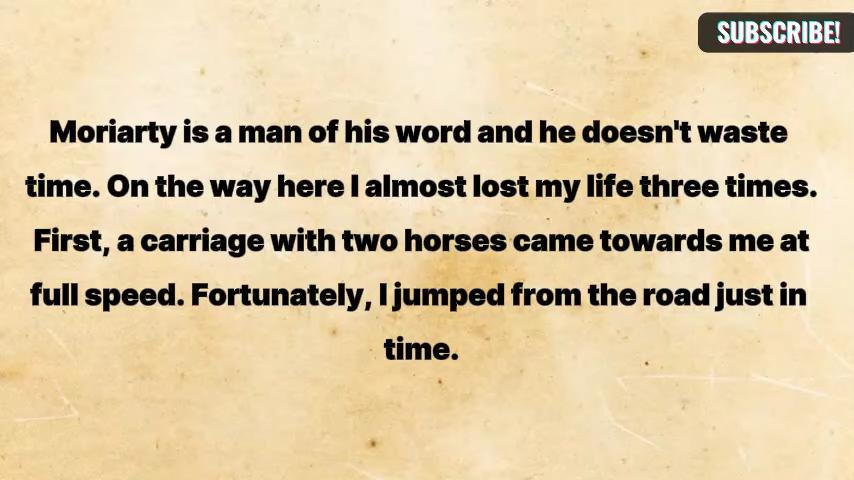 SUBSCRIBE!
Moriarty is a man of his word and he doesn't waste
time. On the way here I almost lost my life three times.
First, a carriage with two horses came towards me at
full speed. Fortunately, I jumped from the road just in
time.